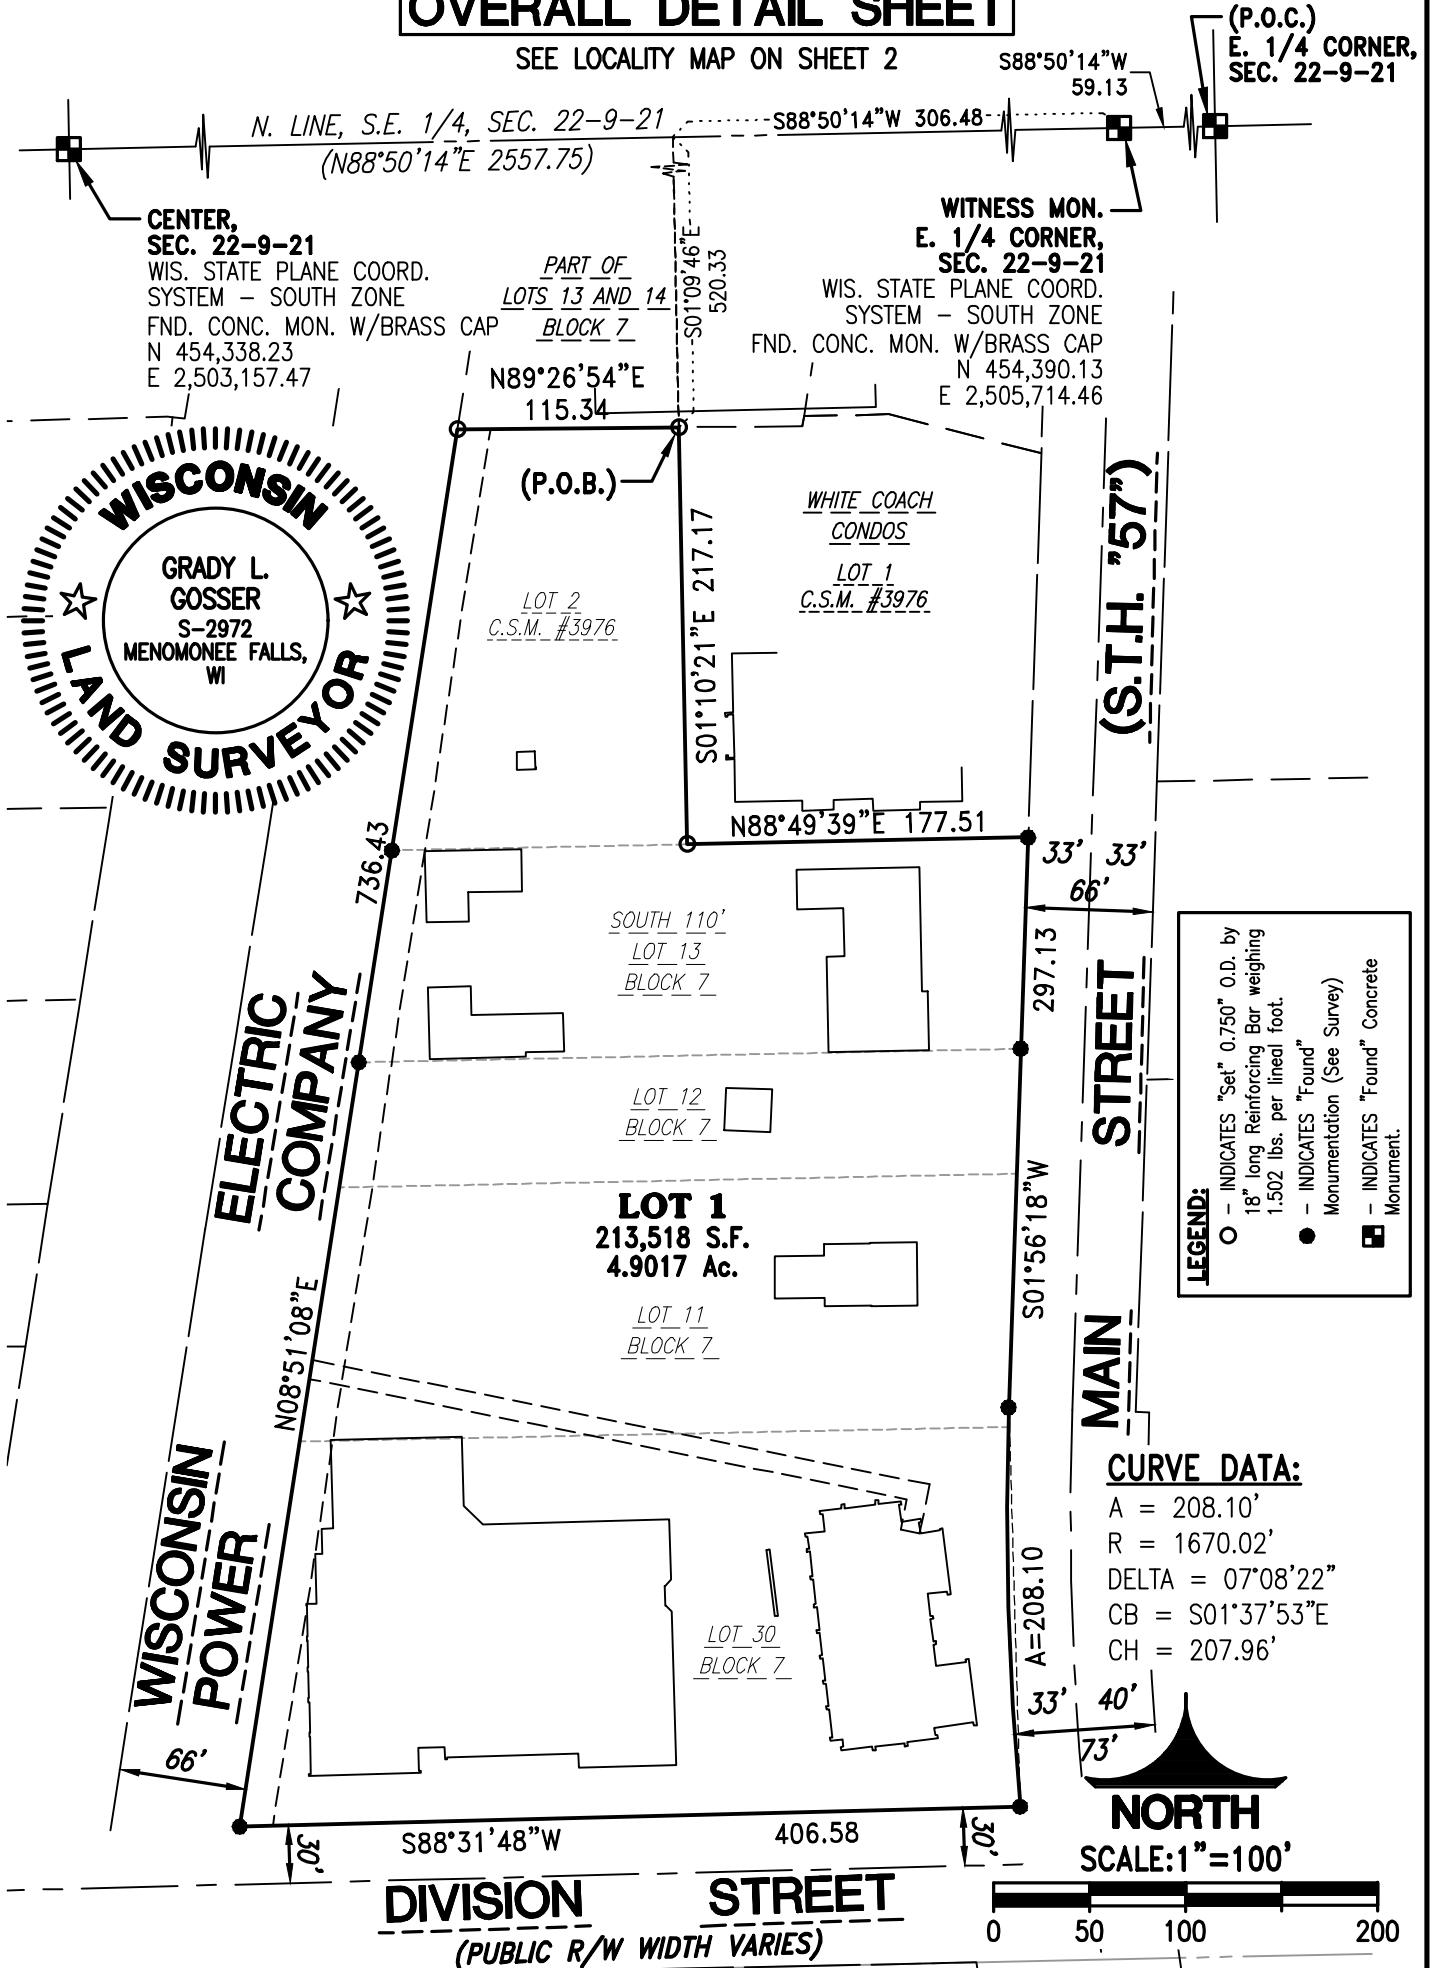 OVERALL DETAIL SHEET
SEE LOCALITY MAP ON SHEET 2
(P.O.C.)
E. 1/4 CORNER,
SEC. 22-9-21
S88°50'14"W
59.13
N. LINE, S.E. 1/4, SEC. 22-9-21
(N88°50'14"E 2557.75)
S88°50'14"W 306.48
CENTER,
SEC. 22-9-21
WIS. STATE PLANE COORD.
SYSTEM – SOUTH ZONE
FND. CONC. MON. W/BRASS CAP
N 454,338.23
E 2,503,157.47
PART OF
LOTS 13 AND 14
BLOCK 7
S01°09'46"E
520.33
WITNESS MON.
E. 1/4 CORNER,
SEC. 22-9-21
WIS. STATE PLANE COORD.
SYSTEM – SOUTH ZONE
FND. CONC. MON. W/BRASS CAP
N 454,390.13
E 2,505,714.46
N89°26'54"E
115.34
(P.O.B.)
WISCONSIN
GRADY L.
GOSSER
S-2972
MENOMONEE FALLS,
WI
LAND SURVEYOR
LOT 2
C.S.M. #3976
S01°10'21"E 217.17
WHITE COACH
CONDOS
LOT 1
C.S.M. #3976
(S.T.H. "57")
N88°49'39"E 177.51
33' 33'
66'
736.43
SOUTH 110'
LOT 13
BLOCK 7
297.13
ELECTRIC
COMPANY
STREET
LEGEND:
– INDICATES "Set" 0.750" O.D. by
18" long Reinforcing Bar weighing
1.502 lbs. per lineal foot.
– INDICATES "Found"
Monumentation (See Survey)
– INDICATES "Found" Concrete
Monument.
LOT 12
BLOCK 7
LOT 1
213,518 S.F.
4.9017 Ac.
S01°56'18"W
LOT 11
BLOCK 7
N08°51'08"E
MAIN
WISCONSIN
POWER
CURVE DATA:
A = 208.10'
R = 1670.02'
DELTA = 07°08'22"
CB = S01°37'53"E
CH = 207.96'
A=208.10
LOT 30
BLOCK 7
33' 40'
73'
66'
NORTH
SCALE:1"=100'
0 50 100 200
S88°31'48"W 406.58
30' 30'
DIVISION STREET
(PUBLIC R/W WIDTH VARIES)